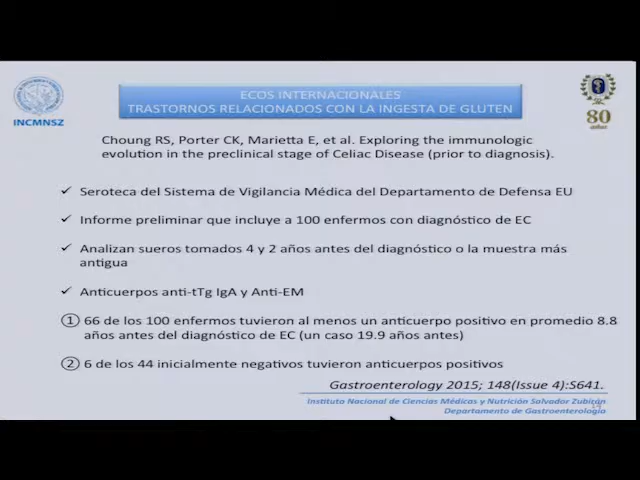 ECOS INTERNACIONALES
TRASTORNOS RELACIONADOS CON LA INGESTA DE GLUTEN
INCMNSZ
80
años
Choung RS, Porter CK, Marietta E, et al. Exploring the immunologic
evolution in the preclinical stage of Celiac Disease (prior to diagnosis).
✓ Seroteca del Sistema de Vigilancia Médica del Departamento de Defensa EU
✓ Informe preliminar que incluye a 100 enfermos con diagnóstico de EC
✓ Analizan sueros tomados 4 y 2 años antes del diagnóstico o la muestra más
antigua
✓ Anticuerpos anti-tTg IgA y Anti-EM
① 66 de los 100 enfermos tuvieron al menos un anticuerpo positivo en promedio 8.8
años antes del diagnóstico de EC (un caso 19.9 años antes)
② 6 de los 44 inicialmente negativos tuvieron anticuerpos positivos
Gastroenterology 2015; 148(Issue 4):S641.
Instituto Nacional de Ciencias Médicas y Nutrición Salvador Zubirán
Departamento de Gastroenterología